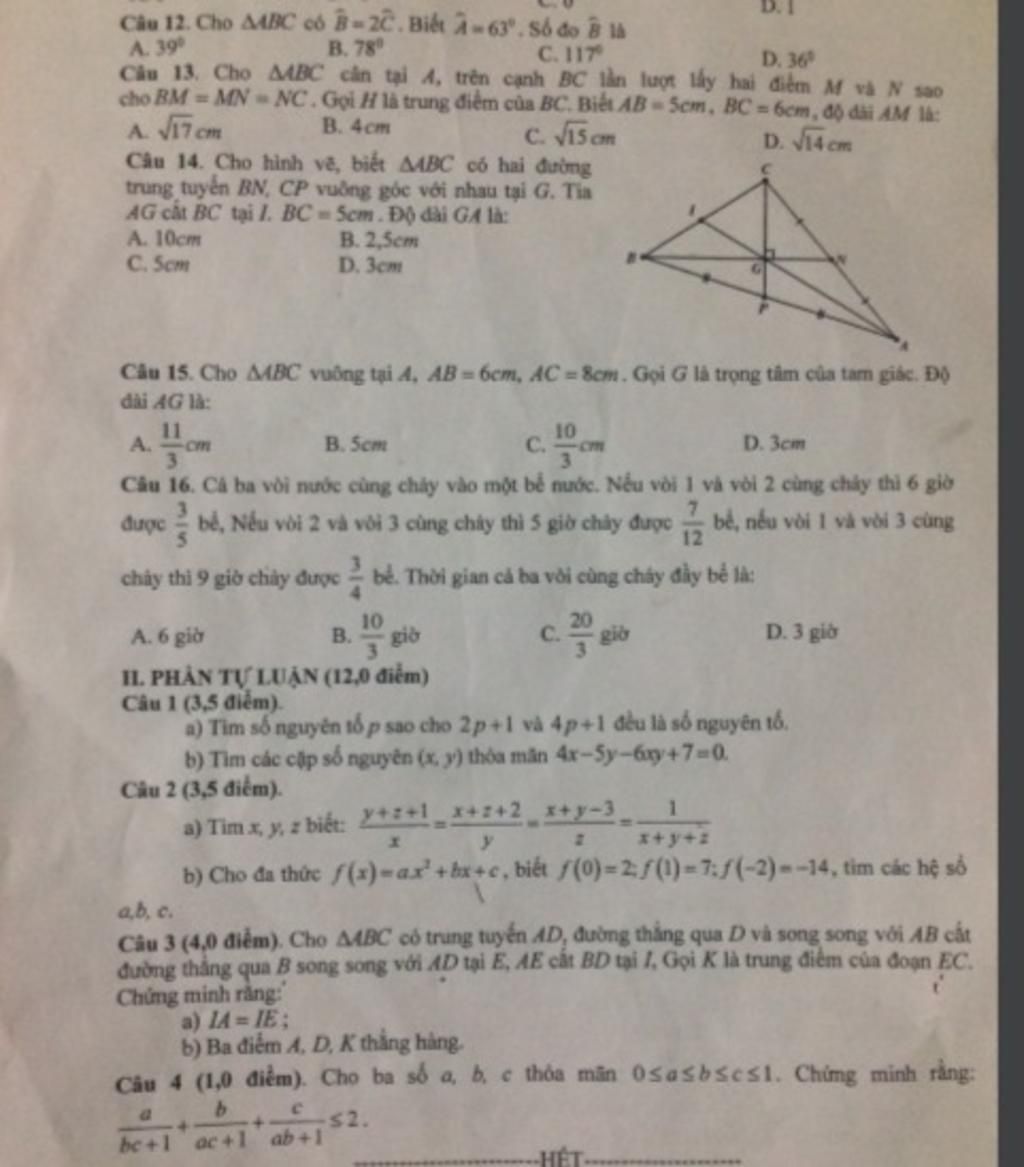 D. 1
Câu 12. Cho ΔABC có B̂ = 2Ĉ. Biết Â = 63⁰. Số đo B̂ là
A. 39⁰ B. 78⁰ C. 117⁰ D. 36⁰
Câu 13. Cho ΔABC cân tại A, trên cạnh BC lần lượt lấy hai điểm M và N sao
cho BM = MN = NC. Gọi H là trung điểm của BC. Biết AB = 5cm, BC = 6cm, độ dài AM là:
A. √17 cm B. 4cm C. √15 cm D. √14 cm
Câu 14. Cho hình vẽ, biết ΔABC có hai đường
trung tuyến BN, CP vuông góc với nhau tại G. Tia
AG cắt BC tại I. BC = 5cm. Độ dài GA là:
A. 10cm B. 2,5cm
C. 5cm D. 3cm
C
I
B
G
N
P
A
Câu 15. Cho ΔABC vuông tại A, AB = 6cm, AC = 8cm. Gọi G là trọng tâm của tam giác. Độ
dài AG là:
A. 11/3 cm B. 5cm C. 10/3 cm D. 3cm
Câu 16. Cả ba vòi nước cùng chảy vào một bể nước. Nếu vòi 1 và vòi 2 cùng chảy thì 6 giờ
được 3/5 bể, Nếu vòi 2 và vòi 3 cùng chảy thì 5 giờ chảy được 7/12 bể, nếu vòi 1 và vòi 3 cùng
chảy thì 9 giờ chảy được 3/4 bể. Thời gian cả ba vòi cùng chảy đầy bể là:
A. 6 giờ B. 10/3 giờ C. 20/3 giờ D. 3 giờ
II. PHẦN TỰ LUẬN (12,0 điểm)
Câu 1 (3,5 điểm).
a) Tìm số nguyên tố p sao cho 2p+1 và 4p+1 đều là số nguyên tố.
b) Tìm các cặp số nguyên (x, y) thỏa mãn 4x−5y−6xy+7=0.
Câu 2 (3,5 điểm).
a) Tìm x, y, z biết: (y+z+1)/x = (x+z+2)/y = (x+y−3)/z = 1/(x+y+z)
b) Cho đa thức f(x)=ax²+bx+c, biết f(0)=2; f(1)=7; f(−2)=−14, tìm các hệ số
a,b, c.
Câu 3 (4,0 điểm). Cho ΔABC có trung tuyến AD, đường thẳng qua D và song song với AB cắt
đường thẳng qua B song song với AD tại E, AE cắt BD tại I, Gọi K là trung điểm của đoạn EC.
Chứng minh rằng:
a) IA = IE;
b) Ba điểm A, D, K thẳng hàng.
Câu 4 (1,0 điểm). Cho ba số a, b, c thỏa mãn 0≤a≤b≤c≤1. Chứng minh rằng:
a/(bc+1) + b/(ac+1) + c/(ab+1) ≤ 2.
--------------------HẾT--------------------